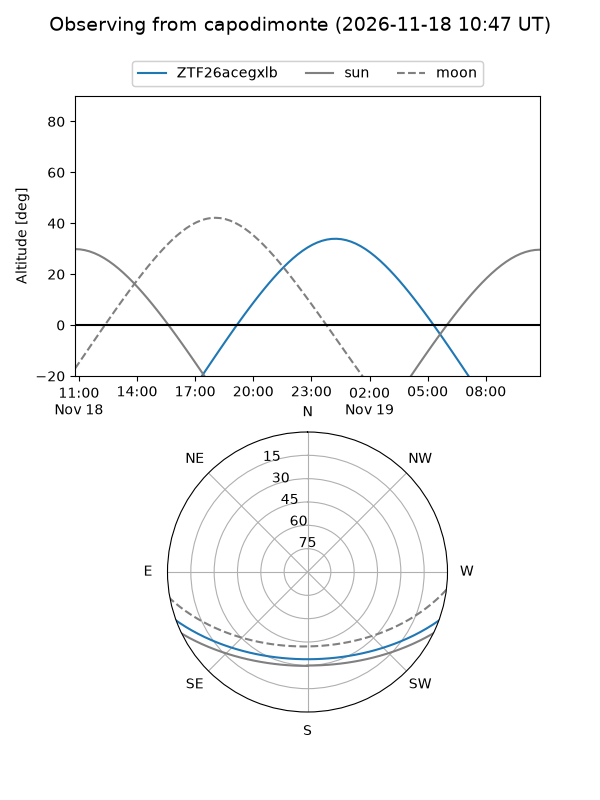 Observing from capodimonte (2026-11-18 10:47 UT)
ZTF26acegxlb sun moon
Altitude [deg]
80
60
40
20
0
−20
11:00 14:00 17:00 20:00 23:00 02:00 05:00 08:00
Nov 18 Nov 19
N
NE NW
15
30
45
60
75
E W
SE SW
S